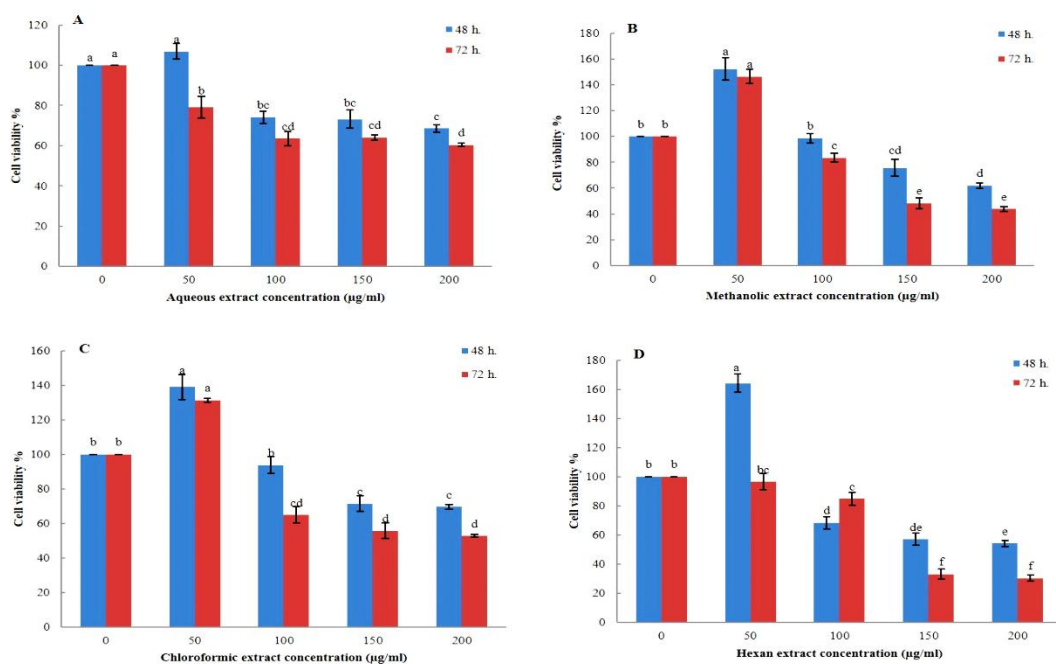 A
48 h.
72 h.
Cell viability %
120
100
80
60
40
20
0
a a
a b
bc cd
bc cd
c d
0 50 100 150 200
Aqueous extract concentration (µg/ml)
B
48 h.
72 h.
Cell viability %
180
160
140
120
100
80
60
40
20
0
b b
a a
b c
cd e
d e
0 50 100 150 200
Methanolic extract concentration (µg/ml)
C
48 h.
72 h.
Cell viability %
160
140
120
100
80
60
40
20
0
b b
a a
cd
c d
c d
0 50 100 150 200
Chloroformic extract concentration (µg/ml)
D
48 h.
72 h.
Cell viability %
180
160
140
120
100
80
60
40
20
0
b b
a bc
d c
de f
e f
0 50 100 150 200
Hexan extract concentration (µg/ml)